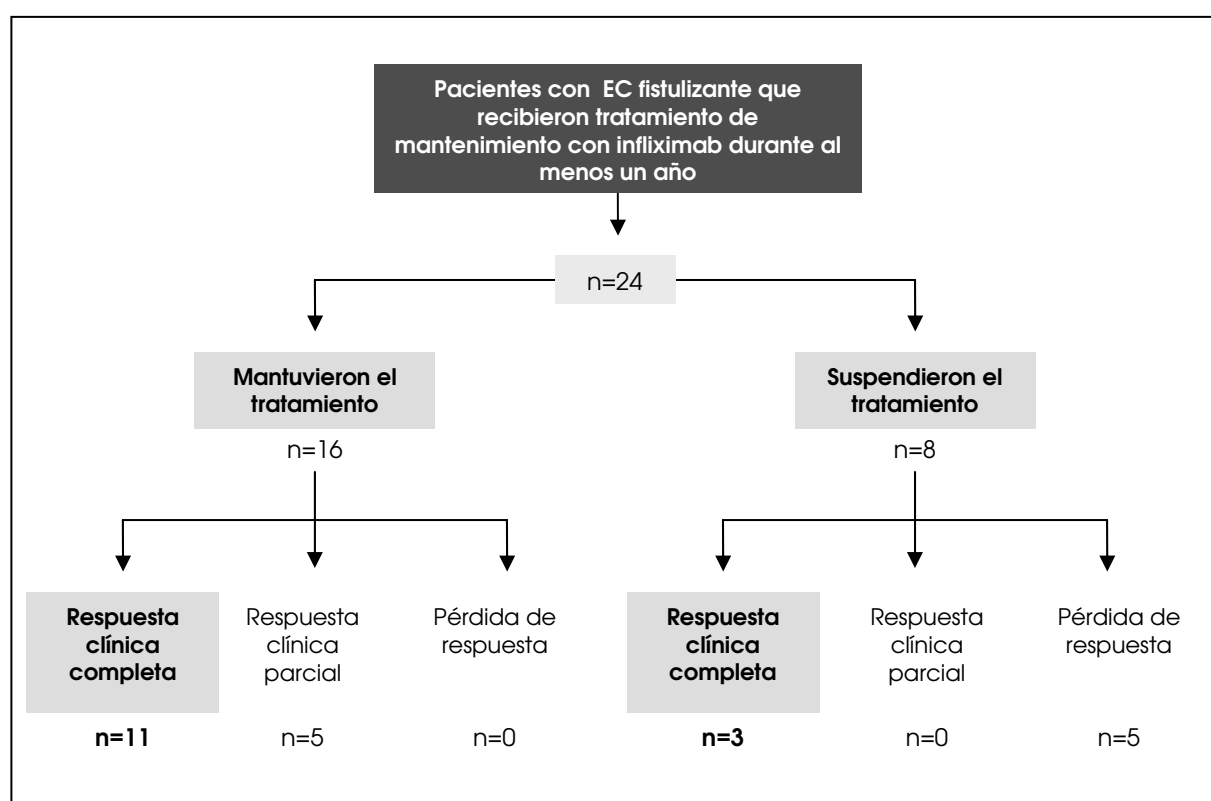 Pacientes con EC fistulizante que
recibieron tratamiento de
mantenimiento con infliximab durante al
menos un año
n=24
Mantuvieron el
tratamiento
n=16
Suspendieron el
tratamiento
n=8
Respuesta
clínica
completa
n=11
Respuesta
clínica
parcial
n=5
Pérdida de
respuesta
n=0
Respuesta
clínica
completa
n=3
Respuesta
clínica
parcial
n=0
Pérdida de
respuesta
n=5